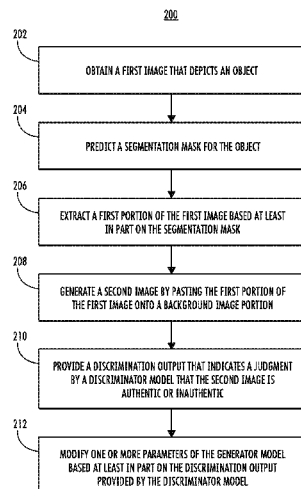 200
202
OBTAIN A FIRST IMAGE THAT DEPICTS AN OBJECT
204
PREDICT A SEGMENTATION MASK FOR THE OBJECT
206
EXTRACT A FIRST PORTION OF THE FIRST IMAGE BASED AT LEAST
IN PART ON THE SEGMENTATION MASK
208
GENERATE A SECOND IMAGE BY PASTING THE FIRST PORTION OF
THE FIRST IMAGE ONTO A BACKGROUND IMAGE PORTION
210
PROVIDE A DISCRIMINATION OUTPUT THAT INDICATES A JUDGMENT
BY A DISCRIMINATOR MODEL THAT THE SECOND IMAGE IS
AUTHENTIC OR INAUTHENTIC
212
MODIFY ONE OR MORE PARAMETERS OF THE GENERATOR MODEL
BASED AT LEAST IN PART ON THE DISCRIMINATION OUTPUT
PROVIDED BY THE DISCRIMINATOR MODEL